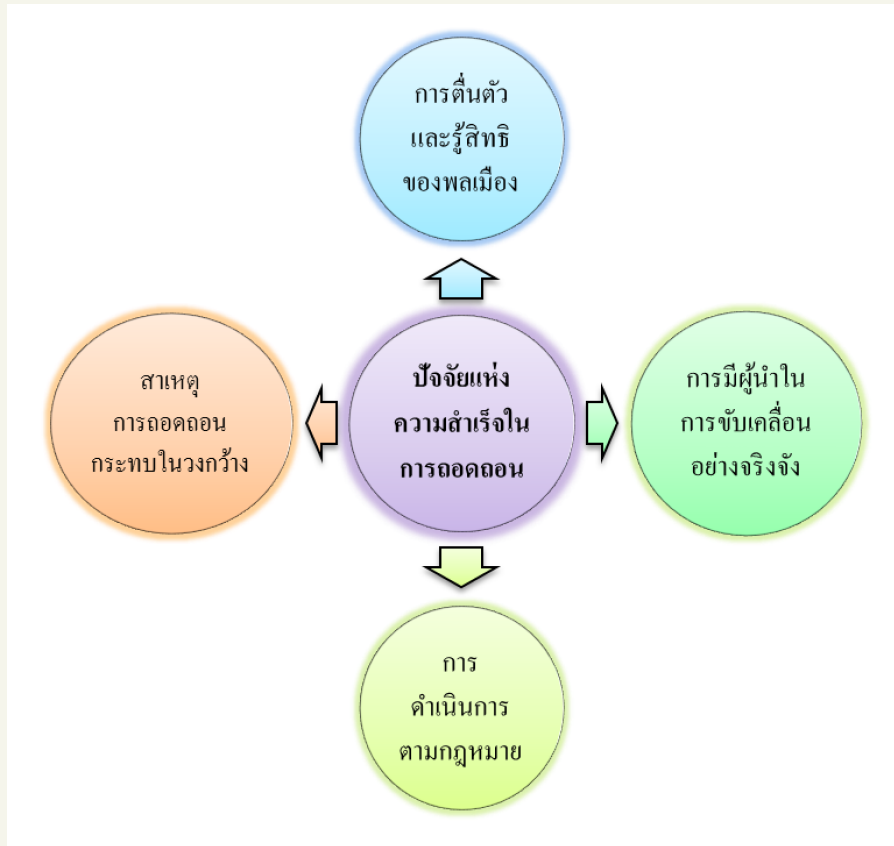 การตื่นตัว
และรู้สิทธิ
ของพลเมือง
สาเหตุ
การถอดถอน
กระทบในวงกว้าง
ปัจจัยแห่ง
ความสำเร็จใน
การถอดถอน
การมีผู้นำใน
การขับเคลื่อน
อย่างจริงจัง
การ
ดำเนินการ
ตามกฎหมาย